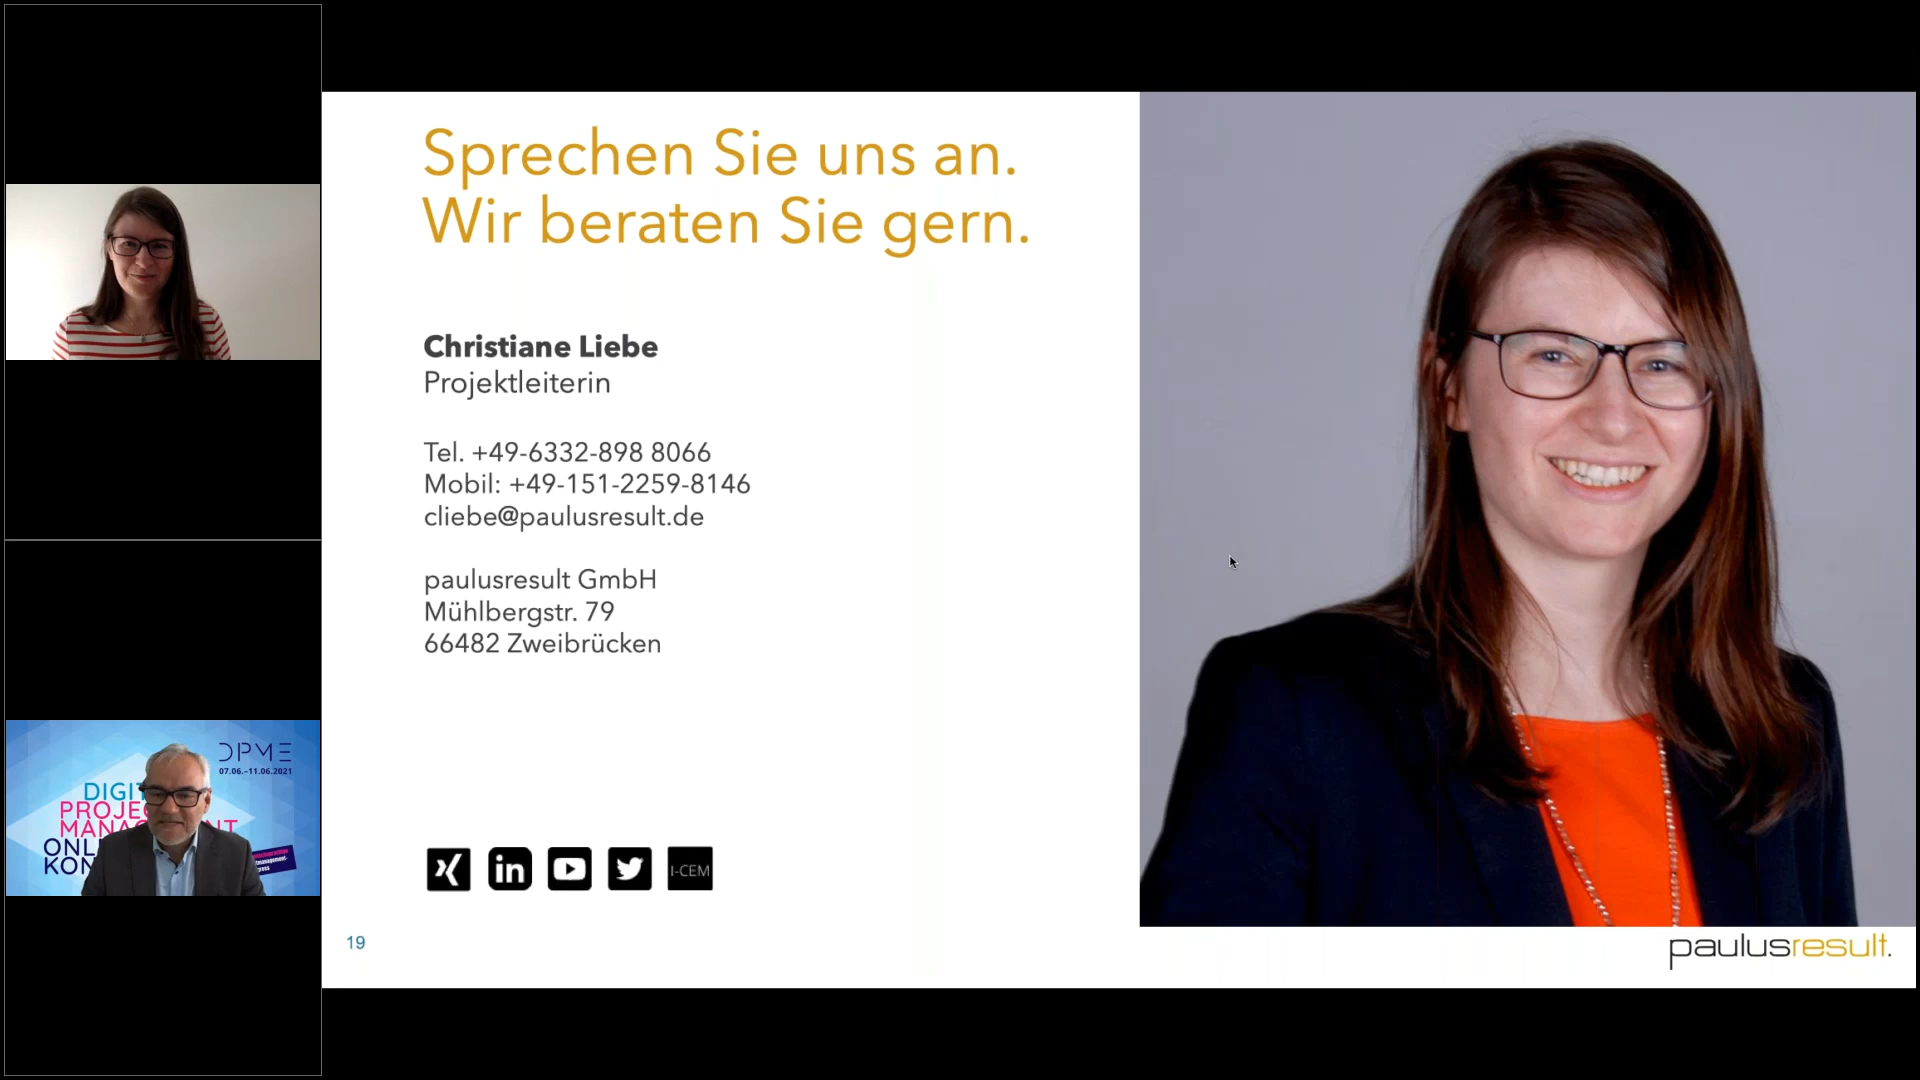 Sprechen Sie uns an.
Wir beraten Sie gern.
Christiane Liebe
Projektleiterin
Tel. +49-6332-898 8066
Mobil: +49-151-2259-8146
cliebe@paulusresult.de
paulusresult GmbH
Mühlbergstr. 79
66482 Zweibrücken
in
I-CEM
19
paulusresult.
DPME
07.06.-11.06.2021